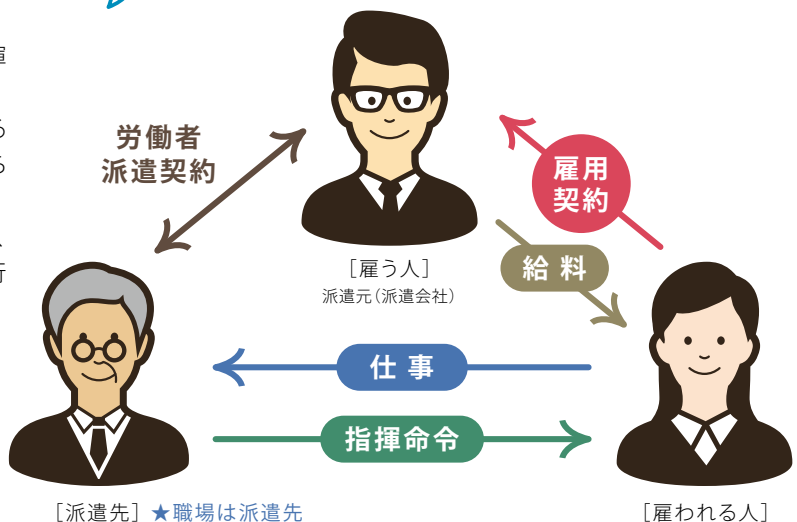 労働者
派遣契約
雇用
契約
[雇う人]
派遣元(派遣会社)
給料
仕事
指揮命令
[派遣先] ★職場は派遣先
[雇われる人]
る
、